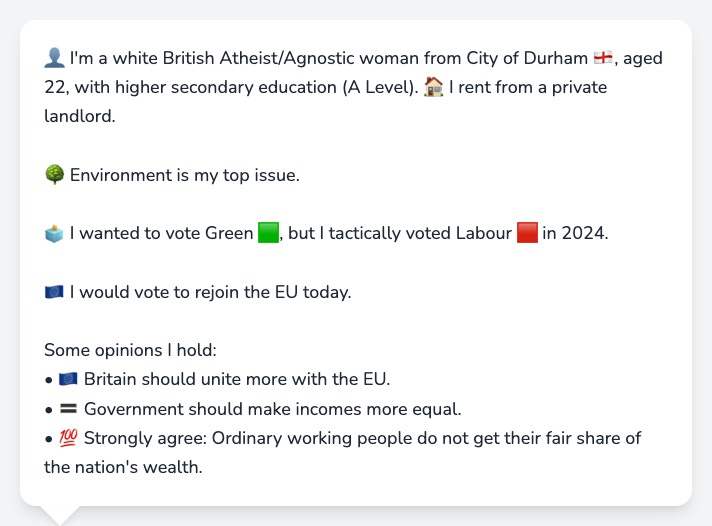 👤 I'm a white British Atheist/Agnostic woman from City of Durham 🏴󠁧󠁢󠁥󠁮󠁧󠁿, aged
22, with higher secondary education (A Level). 🏠 I rent from a private
landlord.
🌳 Environment is my top issue.
🗳️ I wanted to vote Green 🟩, but I tactically voted Labour 🟥 in 2024.
🇪🇺 I would vote to rejoin the EU today.
Some opinions I hold:
• 🇪🇺 Britain should unite more with the EU.
• 🟰 Government should make incomes more equal.
• 💯 Strongly agree: Ordinary working people do not get their fair share of
the nation's wealth.